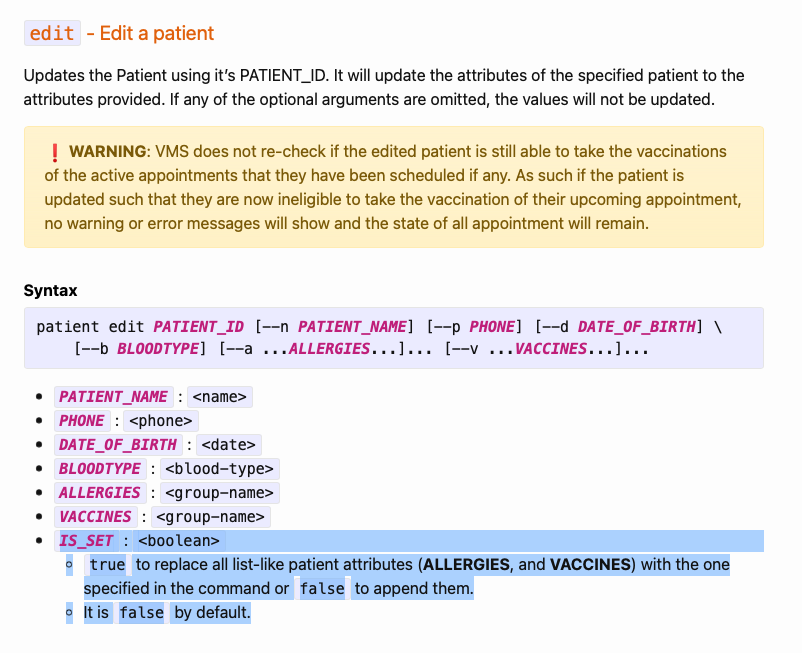 edit - Edit a patient
Updates the Patient using it’s PATIENT_ID. It will update the attributes of the specified patient to the
attributes provided. If any of the optional arguments are omitted, the values will not be updated.
❗ WARNING: VMS does not re-check if the edited patient is still able to take the vaccinations
of the active appointments that they have been scheduled if any. As such if the patient is
updated such that they are now ineligible to take the vaccination of their upcoming appointment,
no warning or error messages will show and the state of all appointment will remain.
Syntax
patient edit PATIENT_ID [--n PATIENT_NAME] [--p PHONE] [--d DATE_OF_BIRTH] \
[--b BLOODTYPE] [--a ...ALLERGIES...]... [--v ...VACCINES...]...
• PATIENT_NAME : <name>
• PHONE : <phone>
• DATE_OF_BIRTH : <date>
• BLOODTYPE : <blood-type>
• ALLERGIES : <group-name>
• VACCINES : <group-name>
• IS_SET : <boolean>
◦ true to replace all list-like patient attributes (ALLERGIES, and VACCINES) with the one
specified in the command or false to append them.
◦ It is false by default.